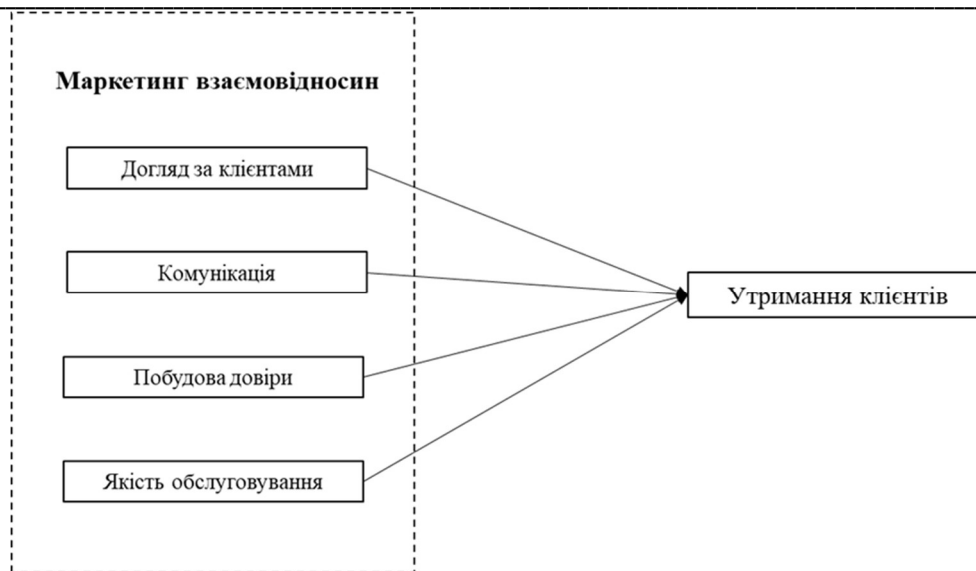 Маркетинг взаємовідносин
Догляд за клієнтами
Комунікація
Побудова довіри
Якість обслуговування
Утримання клієнтів